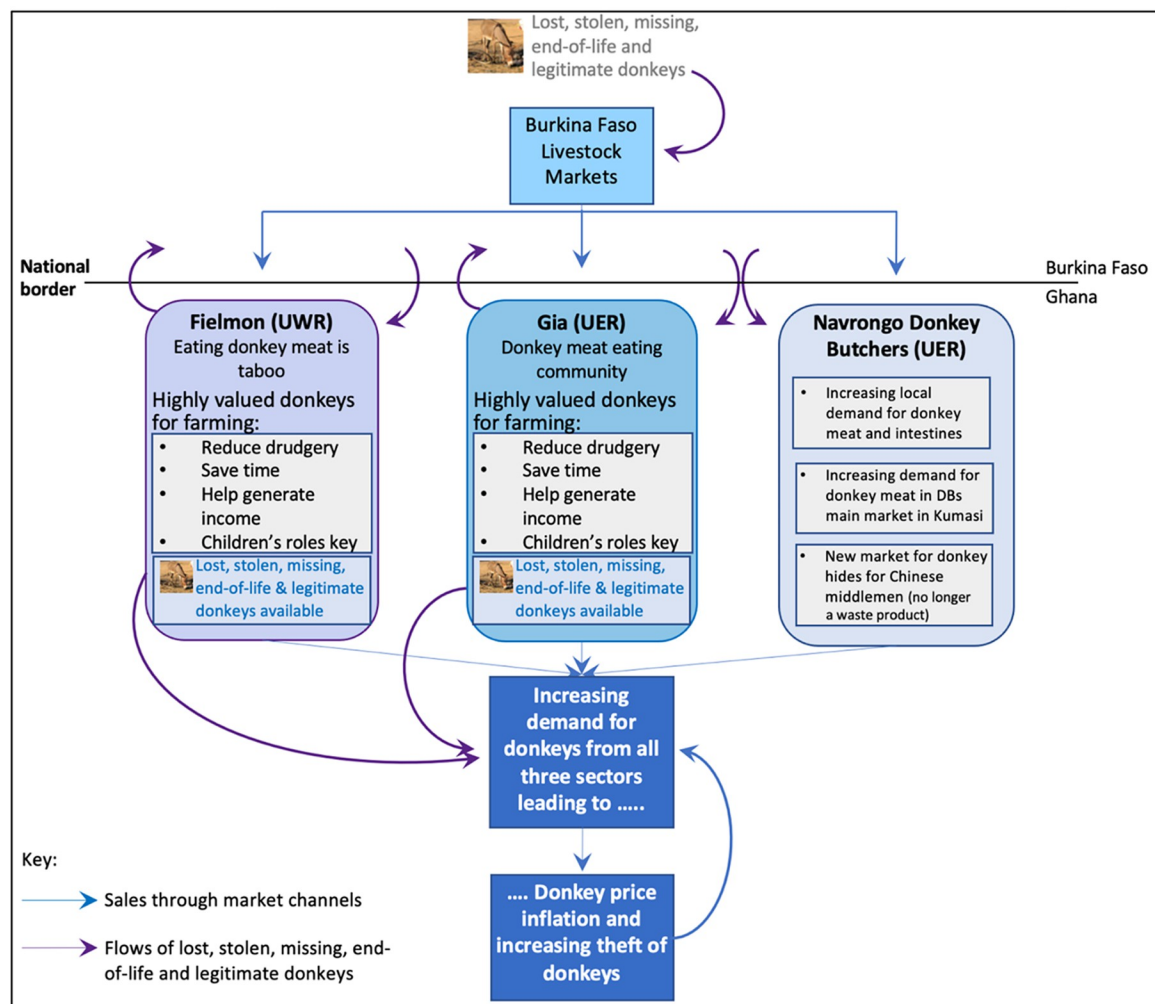 Lost, stolen, missing,
end-of-life and
legitimate donkeys
Burkina Faso
Livestock
Markets
National
border
Burkina Faso
Ghana
Fielmon (UWR)
Eating donkey meat is
taboo
Highly valued donkeys
for farming:
• Reduce drudgery
• Save time
• Help generate
income
• Children’s roles key
Lost, stolen, missing,
end-of-life & legitimate
donkeys available
Gia (UER)
Donkey meat eating
community
Highly valued donkeys
for farming:
• Reduce drudgery
• Save time
• Help generate
income
• Children’s roles key
Lost, stolen, missing,
end-of-life & legitimate
donkeys available
Navrongo Donkey
Butchers (UER)
• Increasing local
demand for donkey
meat and intestines
• Increasing demand for
donkey meat in DBs
main market in Kumasi
• New market for donkey
hides for Chinese
middlemen (no longer
a waste product)
Increasing
demand for
donkeys from all
three sectors
leading to …..
…. Donkey price
inflation and
increasing theft of
donkeys
Key:
Sales through market channels
Flows of lost, stolen, missing, end-
of-life and legitimate donkeys